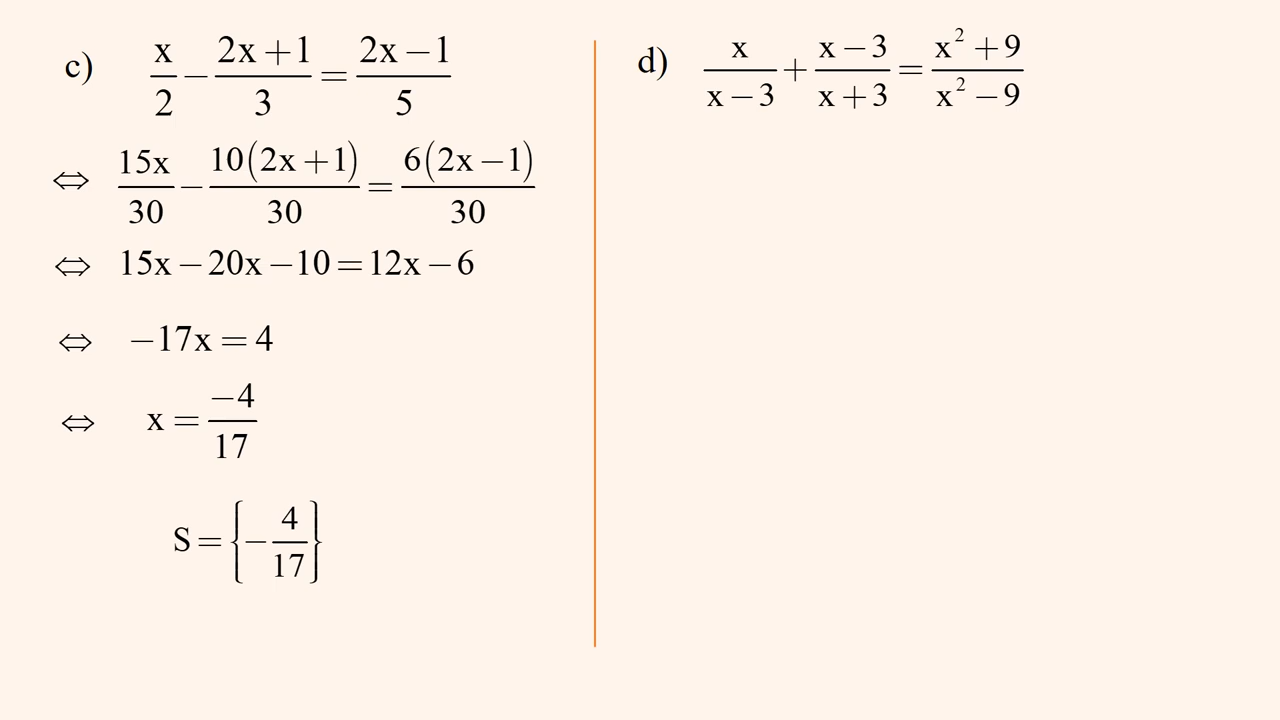 c) x/2 − (2x+1)/3 = (2x−1)/5
⇔ 15x/30 − 10(2x+1)/30 = 6(2x−1)/30
⇔ 15x−20x−10=12x−6
⇔ −17x = 4
⇔ x = −4/17
S = {−4/17}
d) x/(x−3) + (x−3)/(x+3) = (x²+9)/(x²−9)